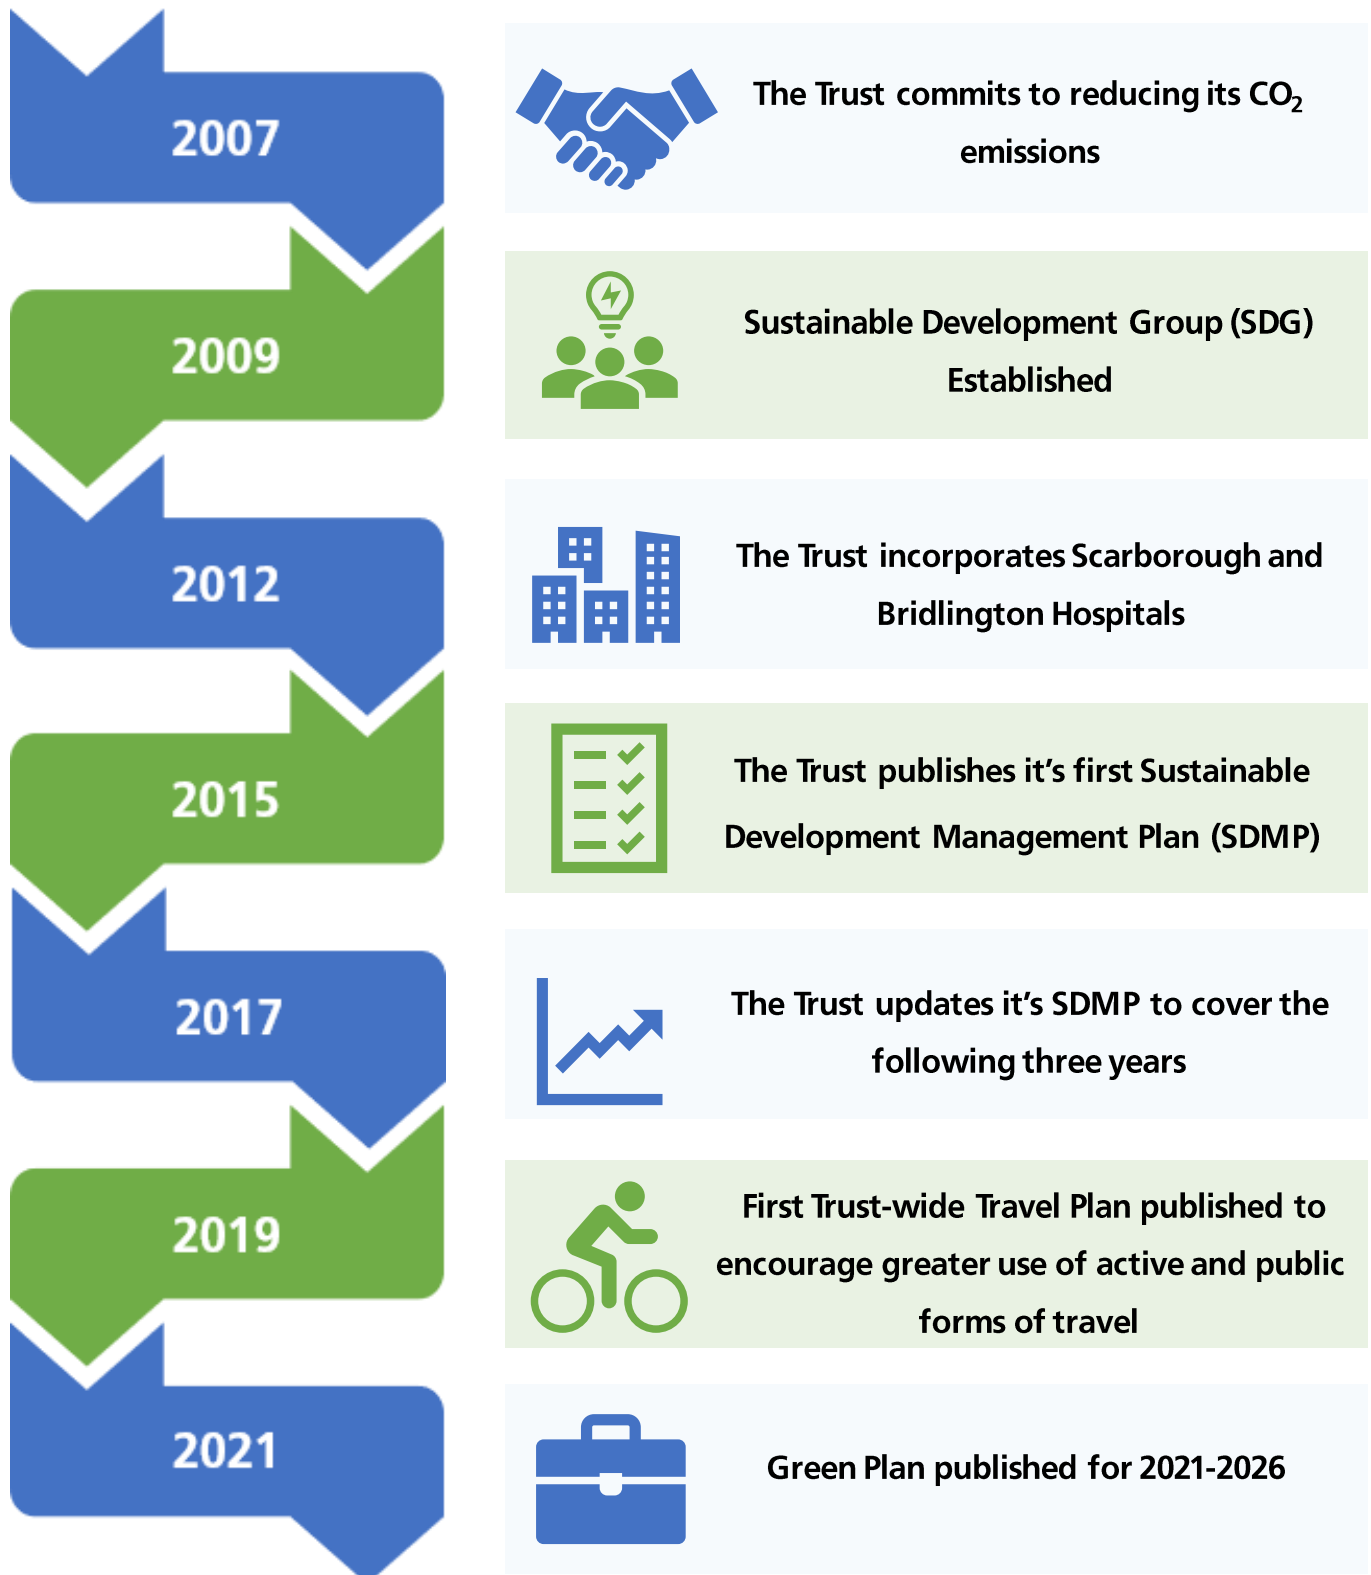 2007
The Trust commits to reducing its CO₂
emissions
2009
Sustainable Development Group (SDG)
Established
2012
The Trust incorporates Scarborough and
Bridlington Hospitals
2015
The Trust publishes it’s first Sustainable
Development Management Plan (SDMP)
2017
The Trust updates it’s SDMP to cover the
following three years
2019
First Trust-wide Travel Plan published to
encourage greater use of active and public
forms of travel
2021
Green Plan published for 2021-2026